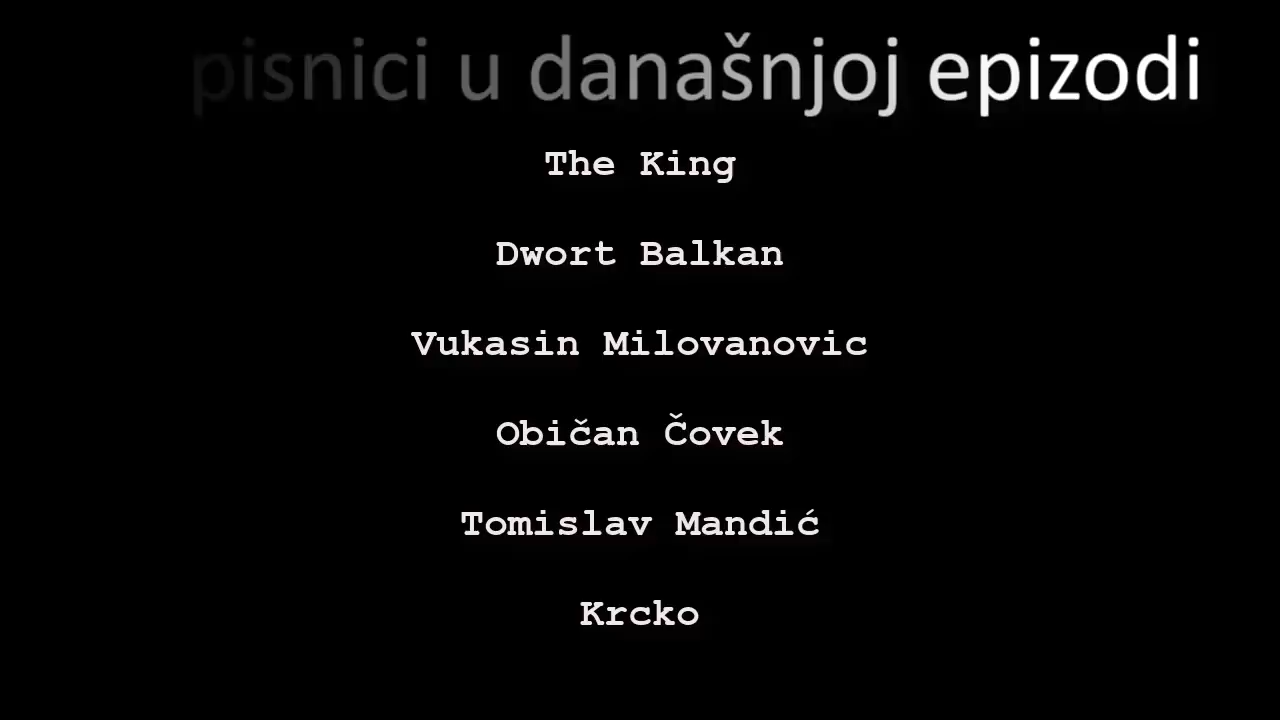 pisnici u današnjoj epizodi
The King
Dwort Balkan
Vukasin Milovanovic
Običan Čovek
Tomislav Mandić
Krcko